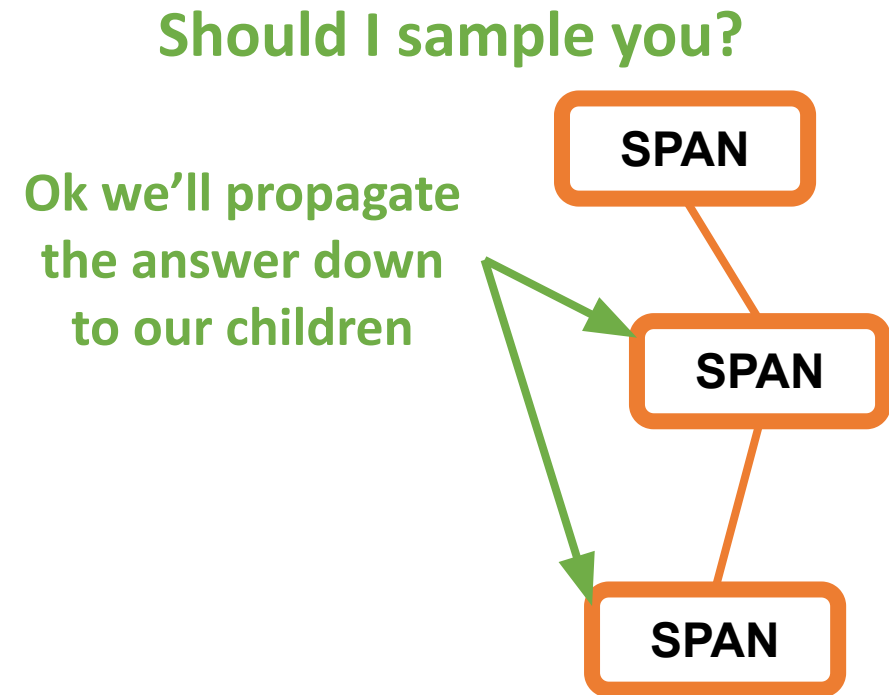 Should I sample you?
SPAN
Ok we’ll propagate
the answer down
to our children
SPAN
SPAN